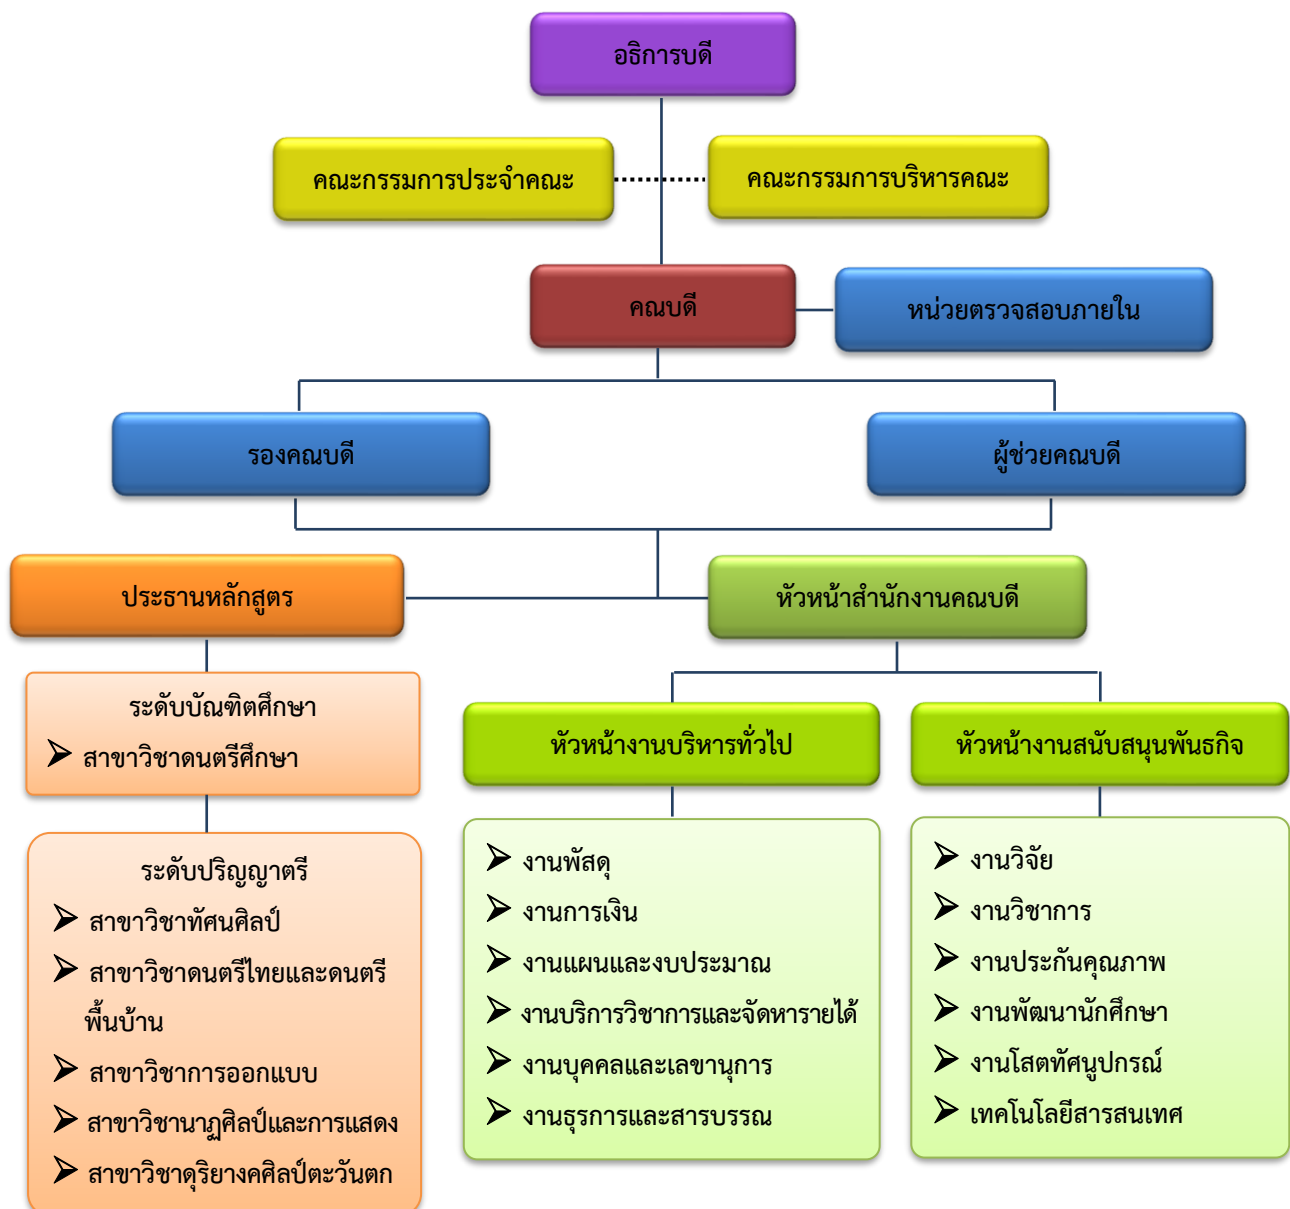 อธิการบดี
คณะกรรมการประจำคณะ
คณะกรรมการบริหารคณะ
คณบดี
หน่วยตรวจสอบภายใน
รองคณบดี
ผู้ช่วยคณบดี
ประธานหลักสูตร
หัวหน้าสำนักงานคณบดี
ระดับบัณฑิตศึกษา
สาขาวิชาดนตรีศึกษา
ระดับปริญญาตรี
สาขาวิชาทัศนศิลป์
สาขาวิชาดนตรีไทยและดนตรี
พื้นบ้าน
สาขาวิชาการออกแบบ
สาขาวิชานาฏศิลป์และการแสดง
สาขาวิชาดุริยางคศิลป์ตะวันตก
หัวหน้างานบริหารทั่วไป
งานพัสดุ
งานการเงิน
งานแผนและงบประมาณ
งานบริการวิชาการและจัดหารายได้
งานบุคคลและเลขานุการ
งานธุรการและสารบรรณ
หัวหน้างานสนับสนุนพันธกิจ
งานวิจัย
งานวิชาการ
งานประกันคุณภาพ
งานพัฒนานักศึกษา
งานโสตทัศนูปกรณ์
เทคโนโลยีสารสนเทศ